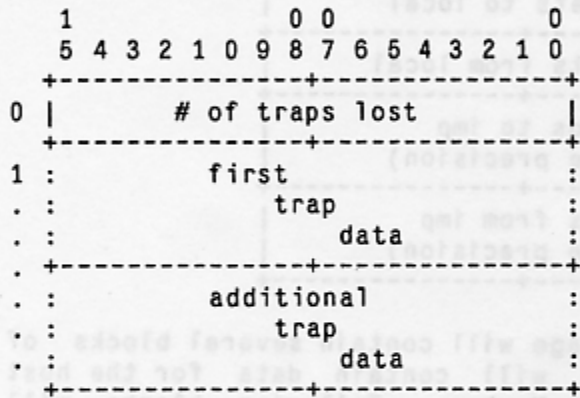 1 0 0 0
5 4 3 2 1 0 9 8 7 6 5 4 3 2 1 0
+---------------+---------------+
0 | # of traps lost |
+---------------+---------------+
1 : first :
. : trap :
. : data :
. +---------------+---------------+
. : additional :
. : trap :
. : data :
+---------------+---------------+